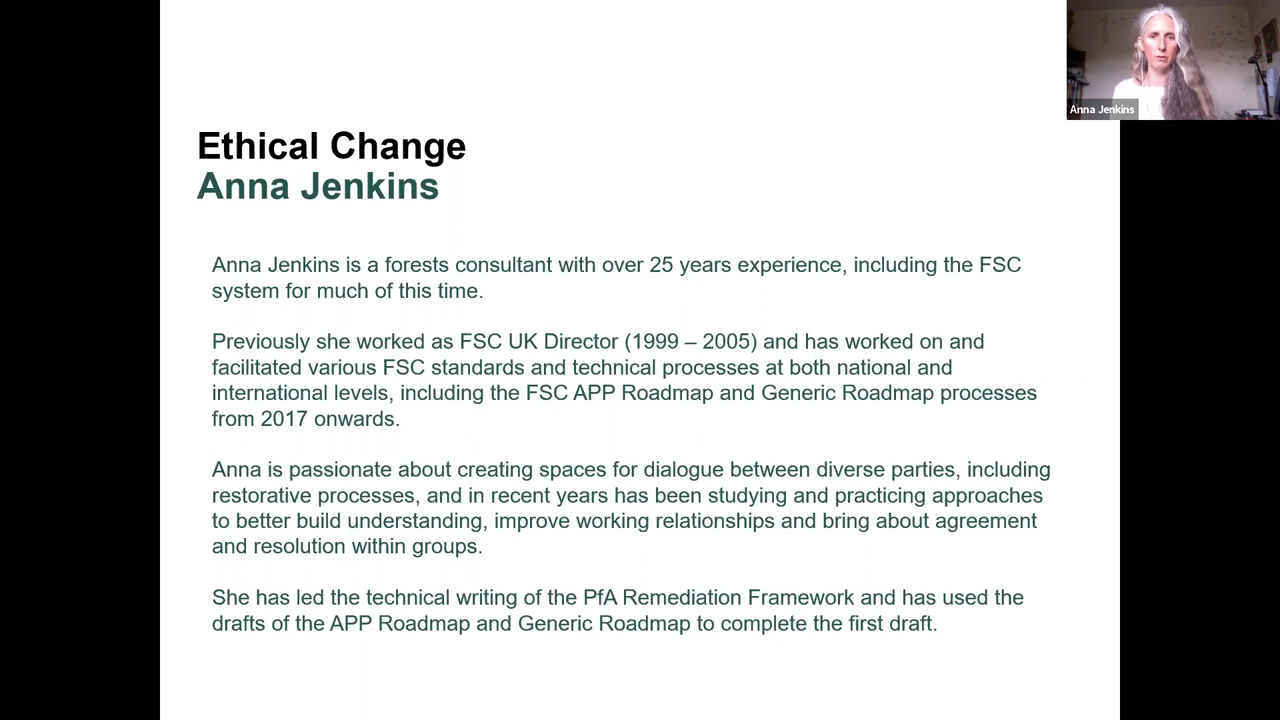 Anna Jenkins
Ethical Change
Anna Jenkins
Anna Jenkins is a forests consultant with over 25 years experience, including the FSC
system for much of this time.
Previously she worked as FSC UK Director (1999 – 2005) and has worked on and
facilitated various FSC standards and technical processes at both national and
international levels, including the FSC APP Roadmap and Generic Roadmap processes
from 2017 onwards.
Anna is passionate about creating spaces for dialogue between diverse parties, including
restorative processes, and in recent years has been studying and practicing approaches
to better build understanding, improve working relationships and bring about agreement
and resolution within groups.
She has led the technical writing of the PfA Remediation Framework and has used the
drafts of the APP Roadmap and Generic Roadmap to complete the first draft.